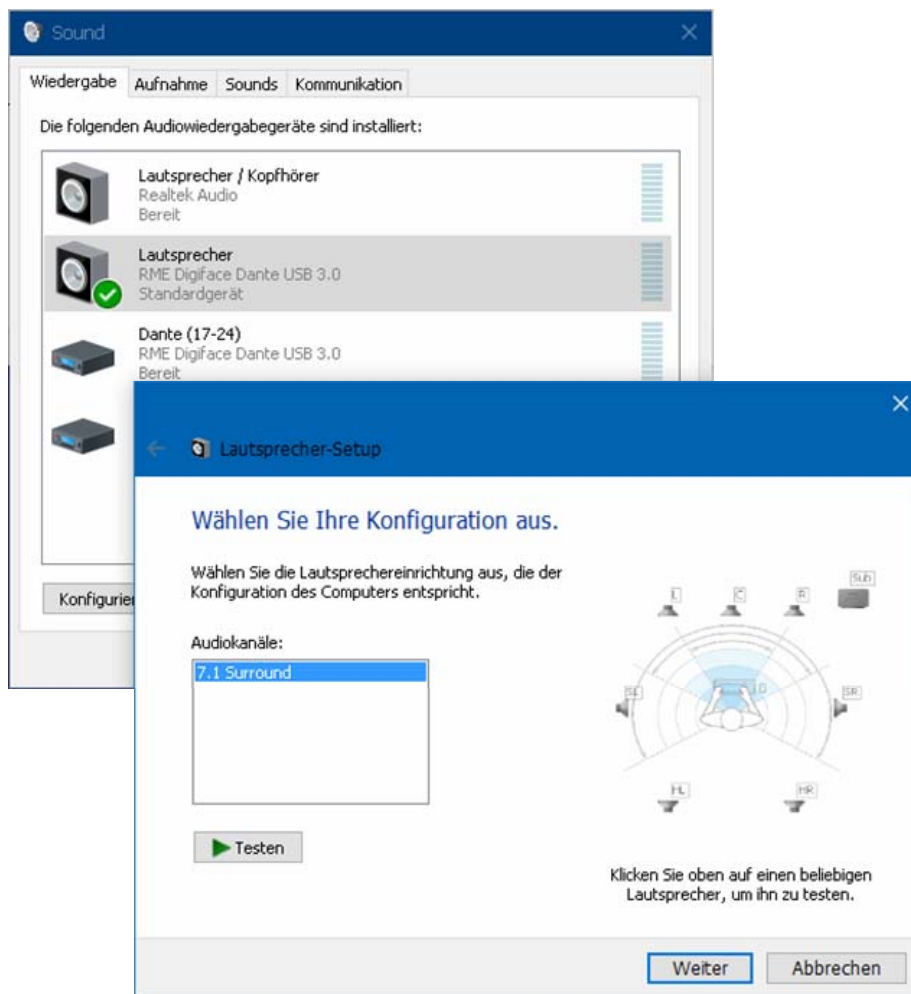 Sound
Wiedergabe Aufnahme Sounds Kommunikation
Die folgenden Audiowiedergabegeräte sind installiert:
Lautsprecher / Kopfhörer
Realtek Audio
Bereit
Lautsprecher
RME Digiface Dante USB 3.0
Standardgerät
Dante (17-24)
RME Digiface Dante USB 3.0
Bereit
Konfigurie
Lautsprecher-Setup
Wählen Sie Ihre Konfiguration aus.
Wählen Sie die Lautsprechereinrichtung aus, die der
Konfiguration des Computers entspricht.
Audiokanäle:
7.1 Surround
Testen
L C R Sub
SL SR
HL HR
Klicken Sie oben auf einen beliebigen
Lautsprecher, um ihn zu testen.
Weiter Abbrechen